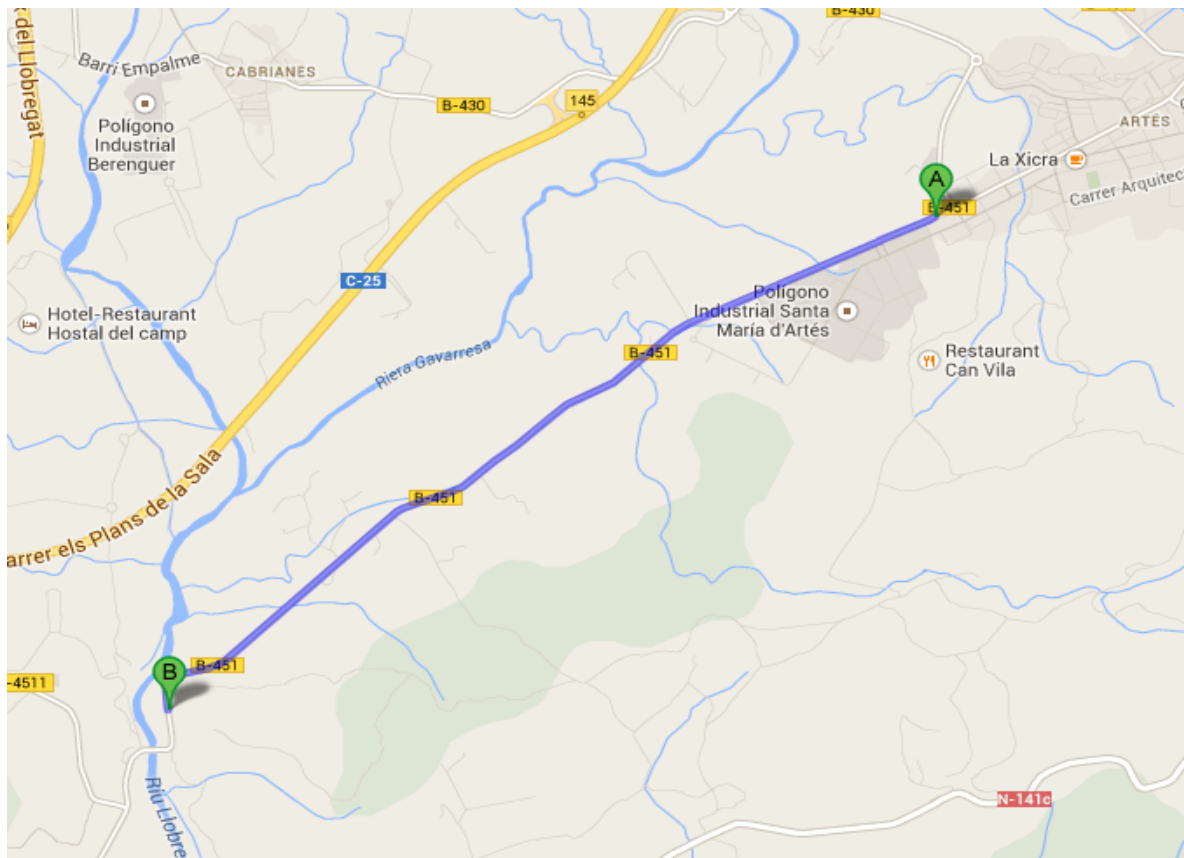 B-430
x del Llobregat
Barri Empalme
CABRIANES
145
B-430
Polígono
Industrial
Berenguer
ARTÉS
La Xicra
A
Carrer Arquitec
B-451
C-25
Polígono
Industrial Santa
María d'Artés
Hotel-Restaurant
Hostal del camp
B-451
Restaurant
Can Vila
Riera Gavarresa
arrer els Plans de la Sala
B-451
B
B-451
-4511
Riu Llobre
N-141c